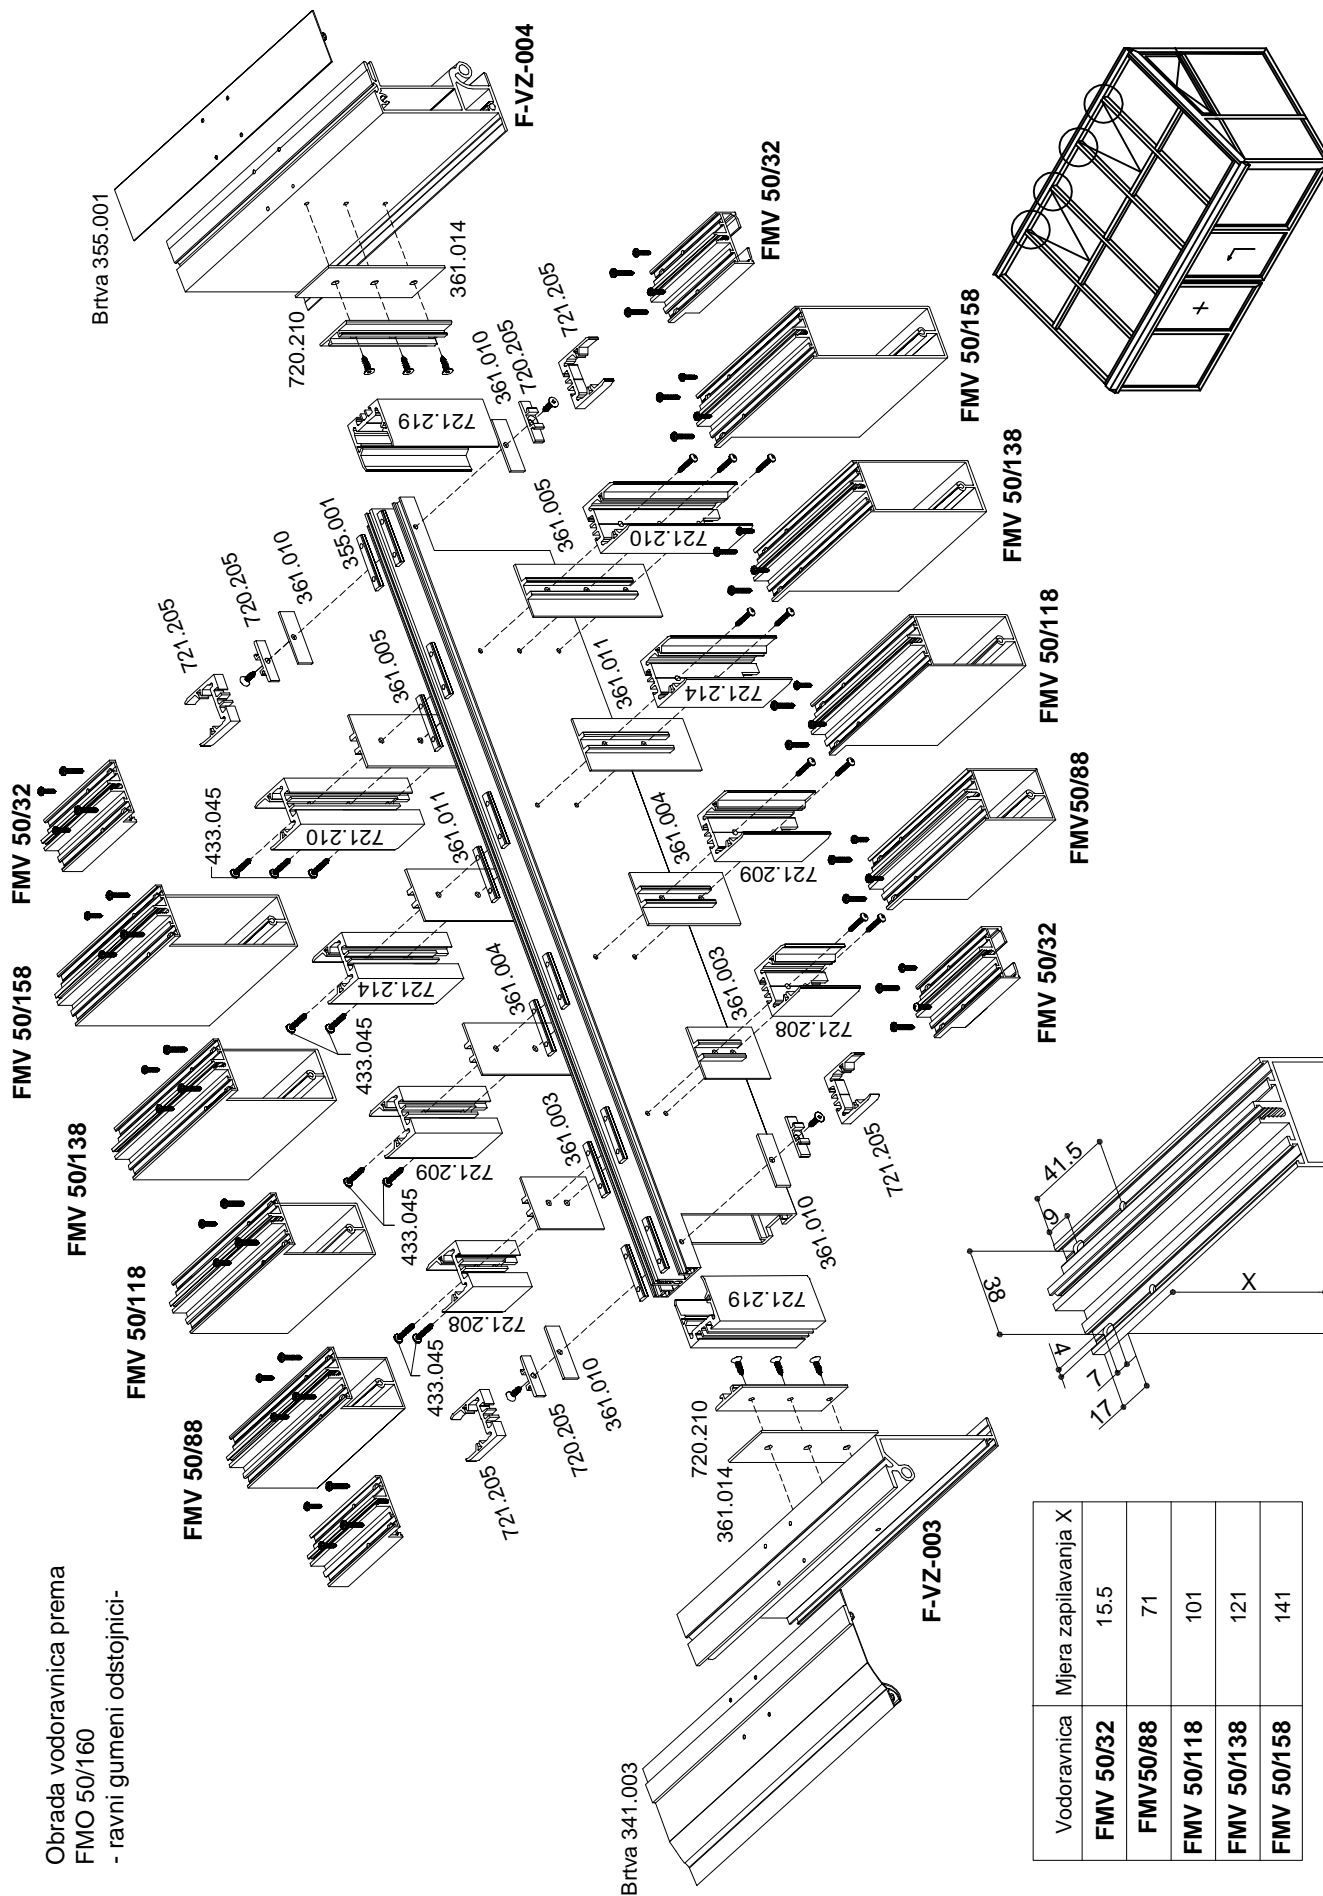 Obrada vodoravnica prema
FMO 50/160
- ravni gumeni odstojnici-
FMV 50/88
FMV 50/118
FMV 50/138
FMV 50/158
FMV 50/32
433.045
433.045
433.045
433.045
721.208
721.209
721.214
721.210
361.003
361.004
361.011
361.005
355.001
721.205
720.205
361.010
721.205
720.205
361.010
Brtva 355.001
F-VZ-004
720.210
361.014
721.219
361.010
720.205
721.205
FMV 50/32
361.005
721.210
FMV 50/158
361.011
721.214
FMV 50/138
361.004
721.209
FMV 50/118
361.003
721.208
FMV50/88
FMV 50/32
721.205
361.010
721.219
720.210
361.014
F-VZ-003
Brtva 341.003
41.5
9
38
4
7
17
X
Vodoravnica Mjera zapilavanja X
FMV 50/32 15.5
FMV50/88 71
FMV 50/118 101
FMV 50/138 121
FMV 50/158 141